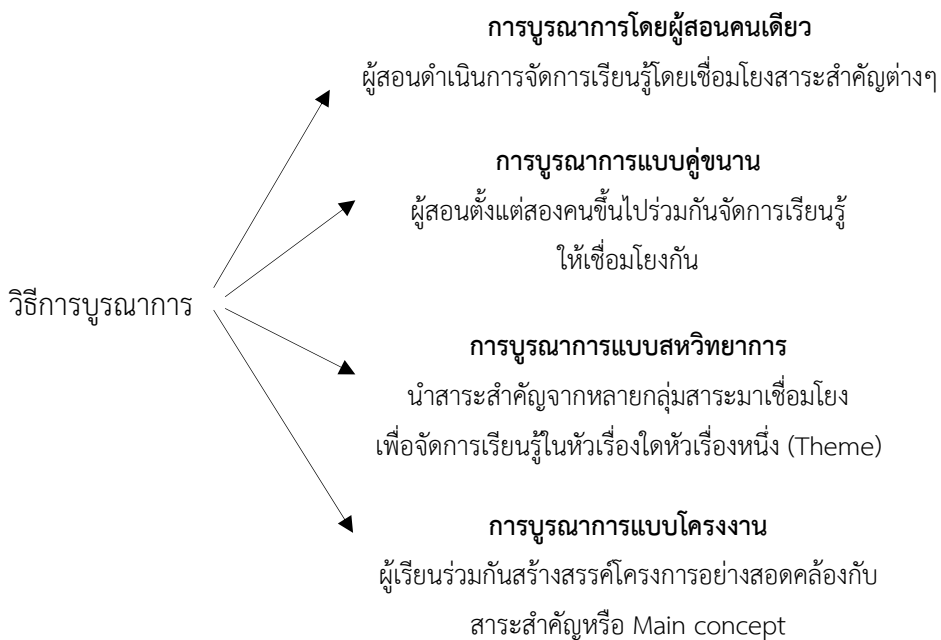 การบูรณาการโดยผู้สอนคนเดียว
ผู้สอนดำเนินการจัดการเรียนรู้โดยเชื่อมโยงสาระสำคัญต่างๆ
การบูรณาการแบบคู่ขนาน
ผู้สอนตั้งแต่สองคนขึ้นไปร่วมกันจัดการเรียนรู้
ให้เชื่อมโยงกัน
วิธีการบูรณาการ
การบูรณาการแบบสหวิทยาการ
นำสาระสำคัญจากหลายกลุ่มสาระมาเชื่อมโยง
เพื่อจัดการเรียนรู้ในหัวเรื่องใดหัวเรื่องหนึ่ง (Theme)
การบูรณาการแบบโครงงาน
ผู้เรียนร่วมกันสร้างสรรค์โครงการอย่างสอดคล้องกับ
สาระสำคัญหรือ Main concept